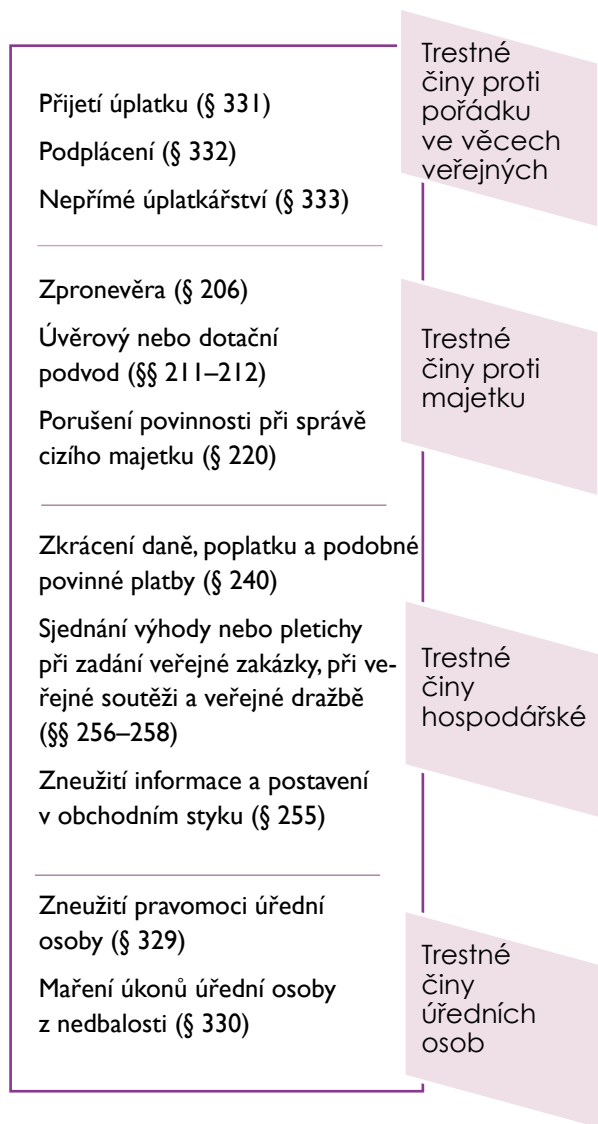 Trestné
činy proti
pořádku
ve věcech
veřejných
Přijetí úplatku (§ 331)
Podplácení (§ 332)
Nepřímé úplatkářství (§ 333)
Trestné
činy proti
majetku
Zpronevěra (§ 206)
Úvěrový nebo dotační
podvod (§§ 211–212)
Porušení povinnosti při správě
cizího majetku (§ 220)
Trestné
činy
hospodářské
Zkrácení daně, poplatku a podobné
povinné platby (§ 240)
Sjednání výhody nebo pletichy
při zadání veřejné zakázky, při ve-
řejné soutěži a veřejné dražbě
(§§ 256–258)
Zneužití informace a postavení
v obchodním styku (§ 255)
Trestné
činy
úředních
osob
Zneužití pravomoci úřední
osoby (§ 329)
Maření úkonů úřední osoby
z nedbalosti (§ 330)